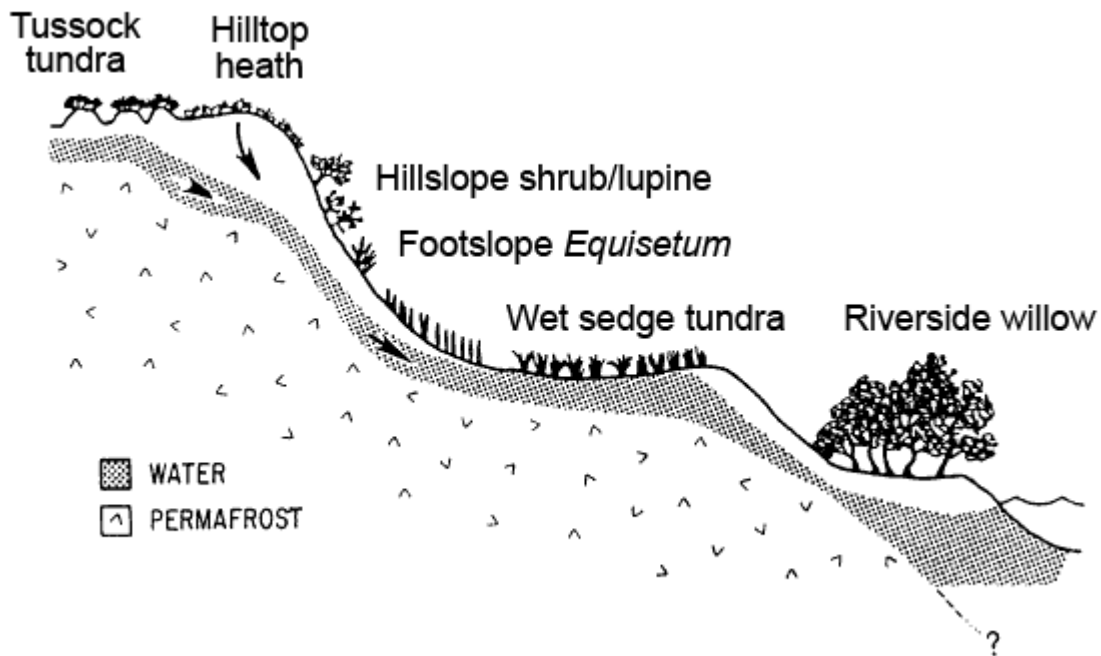 Tussock
tundra
Hilltop
heath
Hillslope shrub/lupine
Footslope Equisetum
Wet sedge tundra
Riverside willow
WATER
PERMAFROST
?